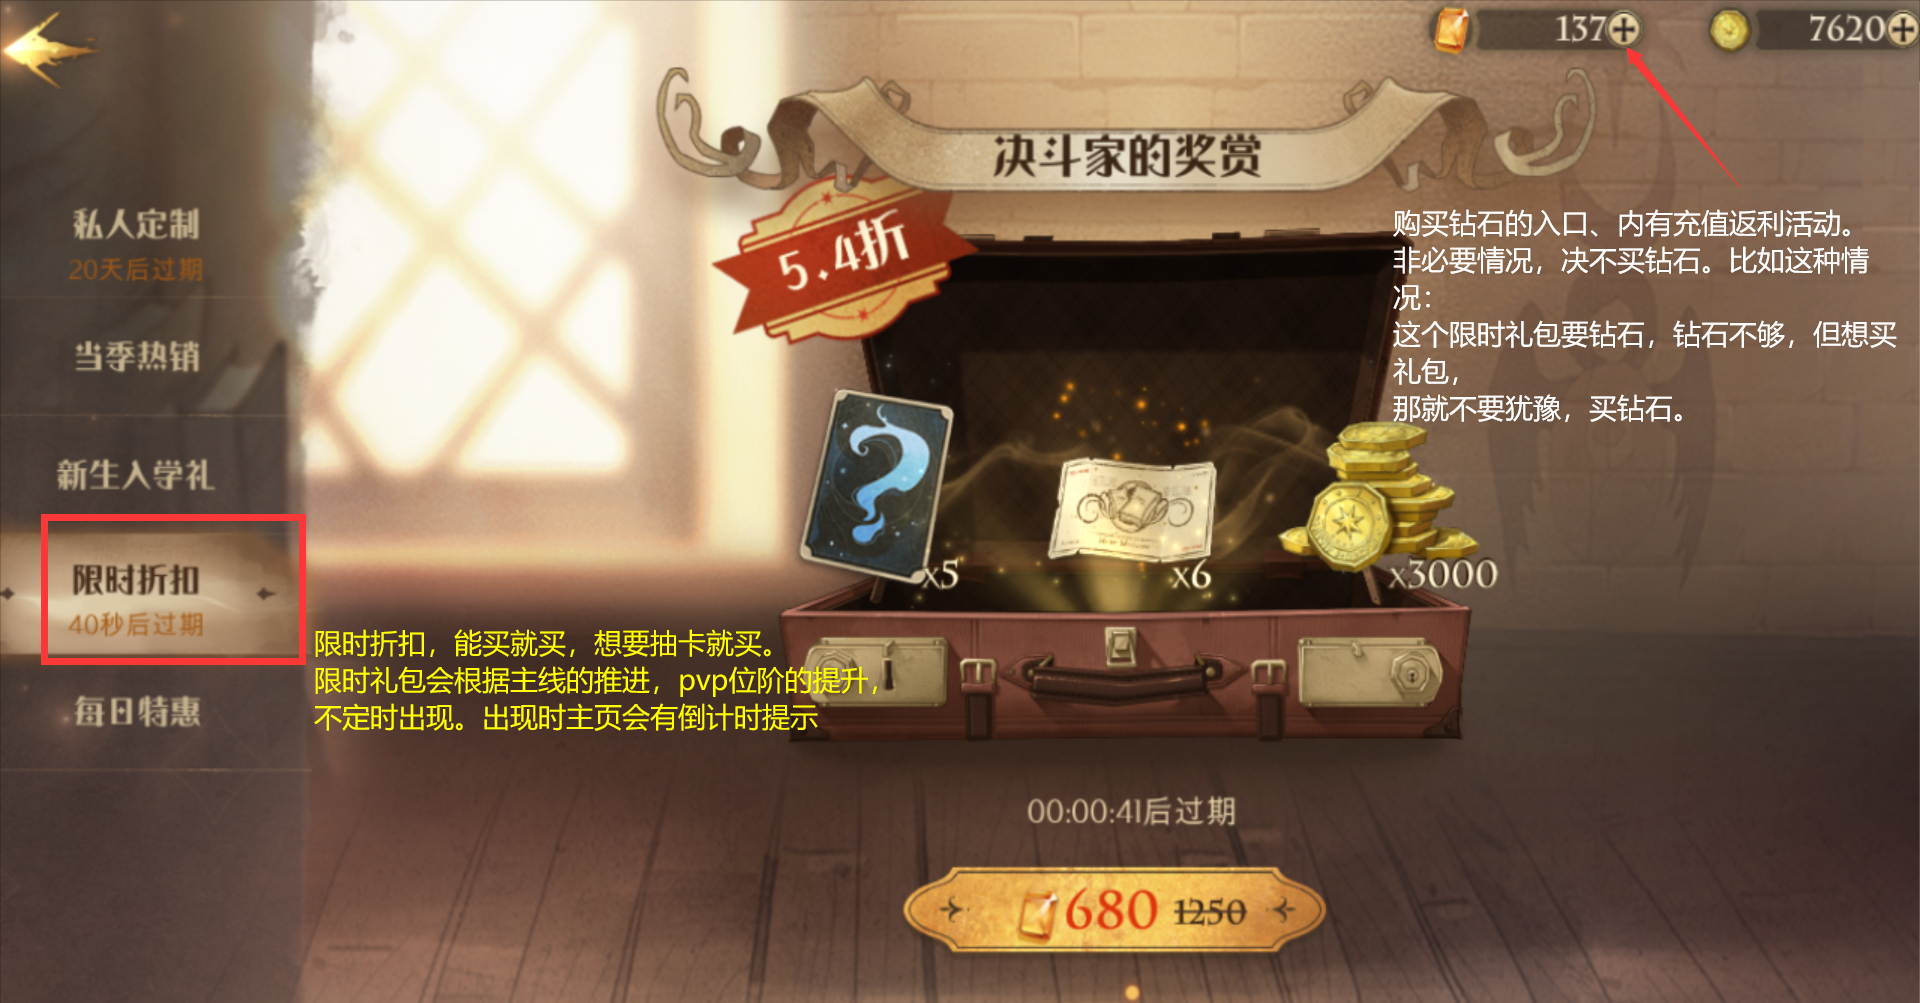 137
7620
决斗家的奖赏
5.4折
私人定制
20天后过期
当季热销
新生入学礼
限时折扣
40秒后过期
每日特惠
购买钻石的入口、内有充值返利活动。
非必要情况，决不买钻石。比如这种情
况：
这个限时礼包要钻石，钻石不够，但想买
礼包，
那就不要犹豫，买钻石。
x5
x6
x3000
限时折扣，能买就买，想要抽卡就买。
限时礼包会根据主线的推进，pvp位阶的提升，
不定时出现。出现时主页会有倒计时提示
00:00:41后过期
680 1250